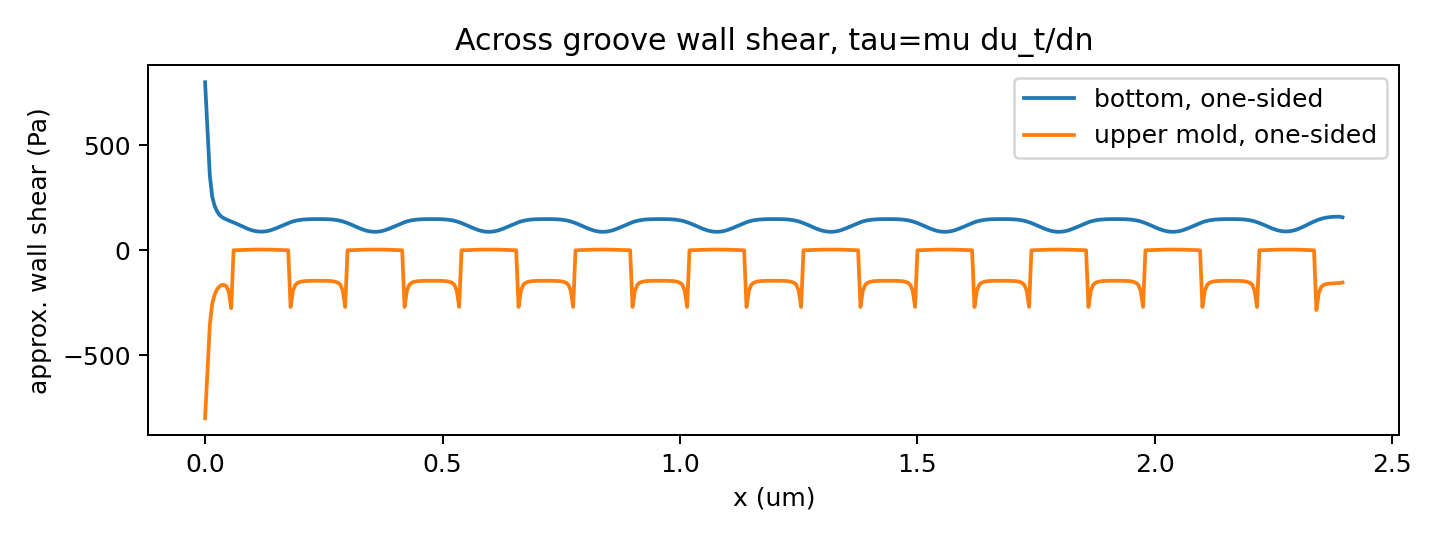 Across groove wall shear, tau=mu du_t/dn
approx. wall shear (Pa)
500
0
−500
bottom, one-sided
upper mold, one-sided
0.0 0.5 1.0 1.5 2.0 2.5
x (um)